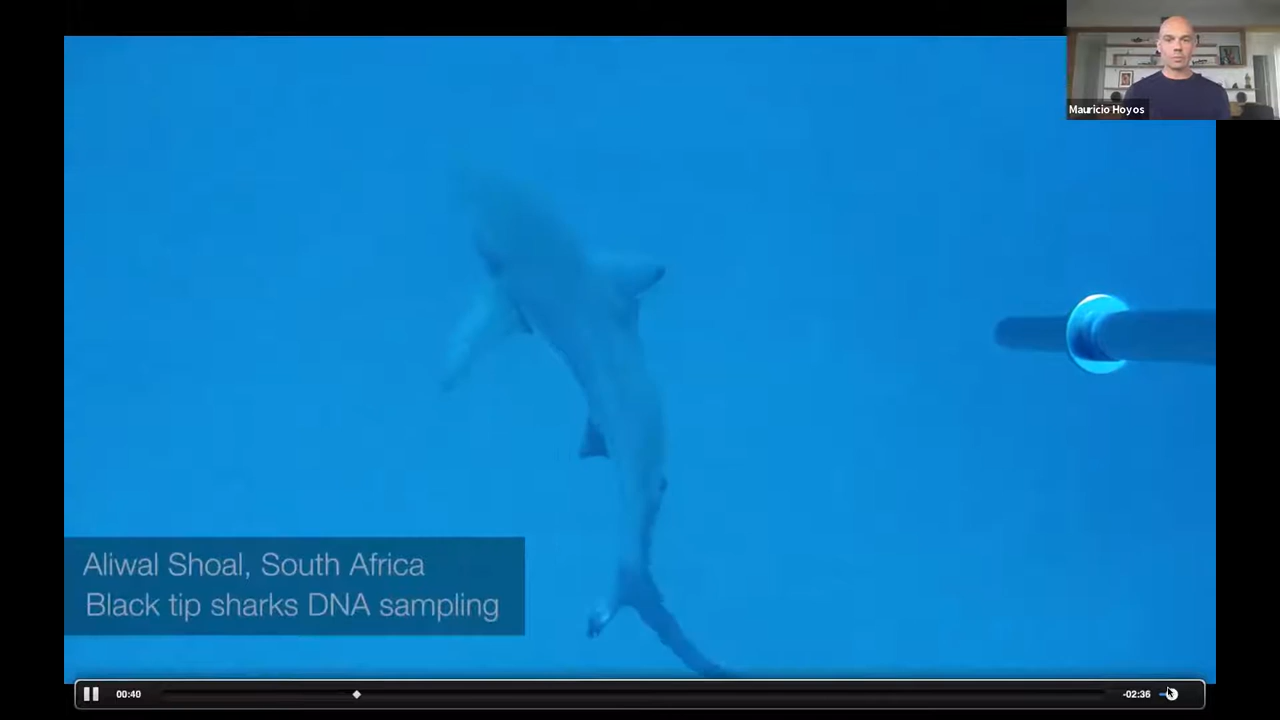 Mauricio Hoyos
Aliwal Shoal, South Africa
Black tip sharks DNA sampling
00:40
-02:36